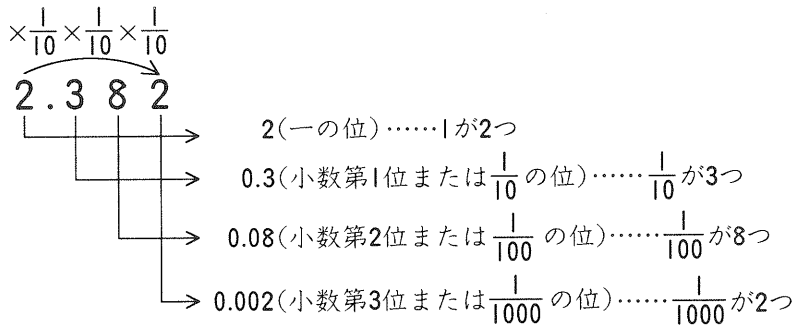 ×1/10×1/10×1/10
2.382
2(一の位)……1が2つ
0.3(小数第1位または1/10の位)……1/10が3つ
0.08(小数第2位または1/100の位)……1/100が8つ
0.002(小数第3位または1/1000の位)……1/1000が2つ